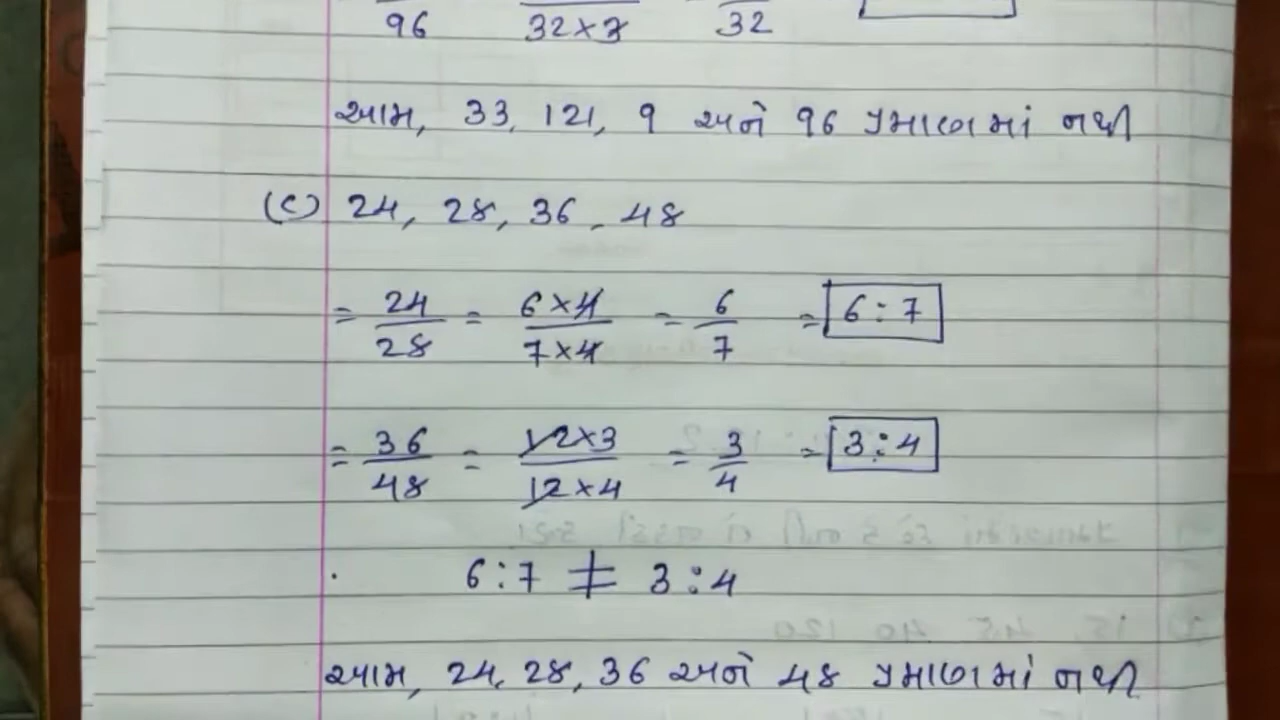 96 32×3 32
આમ, 33, 121, 9 અને 96 પ્રમાણમાં નથી
(c) 24, 28, 36, 48
= 24/28 = 6×4/7×4 = 6/7 = 6:7
= 36/48 = 12×3/12×4 = 3/4 = 3:4
6:7 ≠ 3:4
આમ, 24, 28, 36 અને 48 પ્રમાણમાં નથી